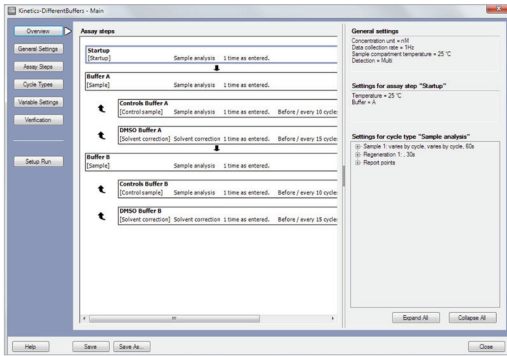 Kinetics-DifferentBuffers - Main
Overview
General Settings
Assay Steps
Cycle Types
Variable Settings
Verification
Setup Run
Assay steps
Startup
[Startup] Sample analysis 1 time as entered.
Buffer A
[Sample] Sample analysis 1 time as entered.
Controls Buffer A
[Control sample] Sample analysis 1 time as entered. Before / every 10 cycle
DMSO Buffer A
[Solvent correction] Solvent correction 1 time as entered. Before / every 15 cycle
Buffer B
[Sample] Sample analysis 1 time as entered.
Controls Buffer B
[Control sample] Sample analysis 1 time as entered. Before / every 10 cycle
DMSO Buffer B
[Solvent correction] Solvent correction 1 time as entered. Before / every 15 cycle
General settings
Concentration unit = nM
Data collection rate = 1Hz
Sample compartment temperature = 25 °C
Detection = Multi
Settings for assay step "Startup"
Temperature = 25 °C
Buffer = A
Settings for cycle type "Sample analysis"
Sample 1: varies by cycle, varies by cycle, 60s
Regeneration 1: , 30s
Report points
Expand All
Collapse All
Help
Save
Save As...
Close